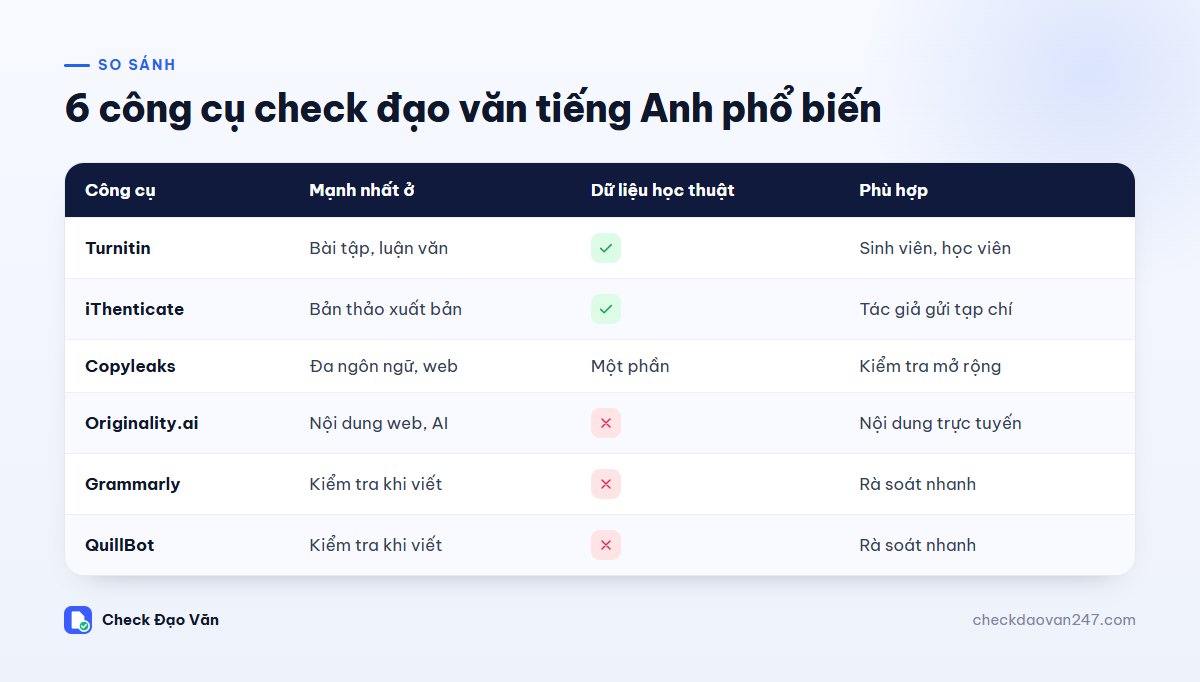 SO SÁNH
6 công cụ check đạo văn tiếng Anh phổ biến
Công cụ Mạnh nhất ở Dữ liệu học thuật Phù hợp
Turnitin Bài tập, luận văn Sinh viên, học viên
iThenticate Bản thảo xuất bản Tác giả gửi tạp chí
Copyleaks Đa ngôn ngữ, web Một phần Kiểm tra mở rộng
Originality.ai Nội dung web, AI Nội dung trực tuyến
Grammarly Kiểm tra khi viết Rà soát nhanh
QuillBot Kiểm tra khi viết Rà soát nhanh
Check Đạo Văn checkdaovan247.com